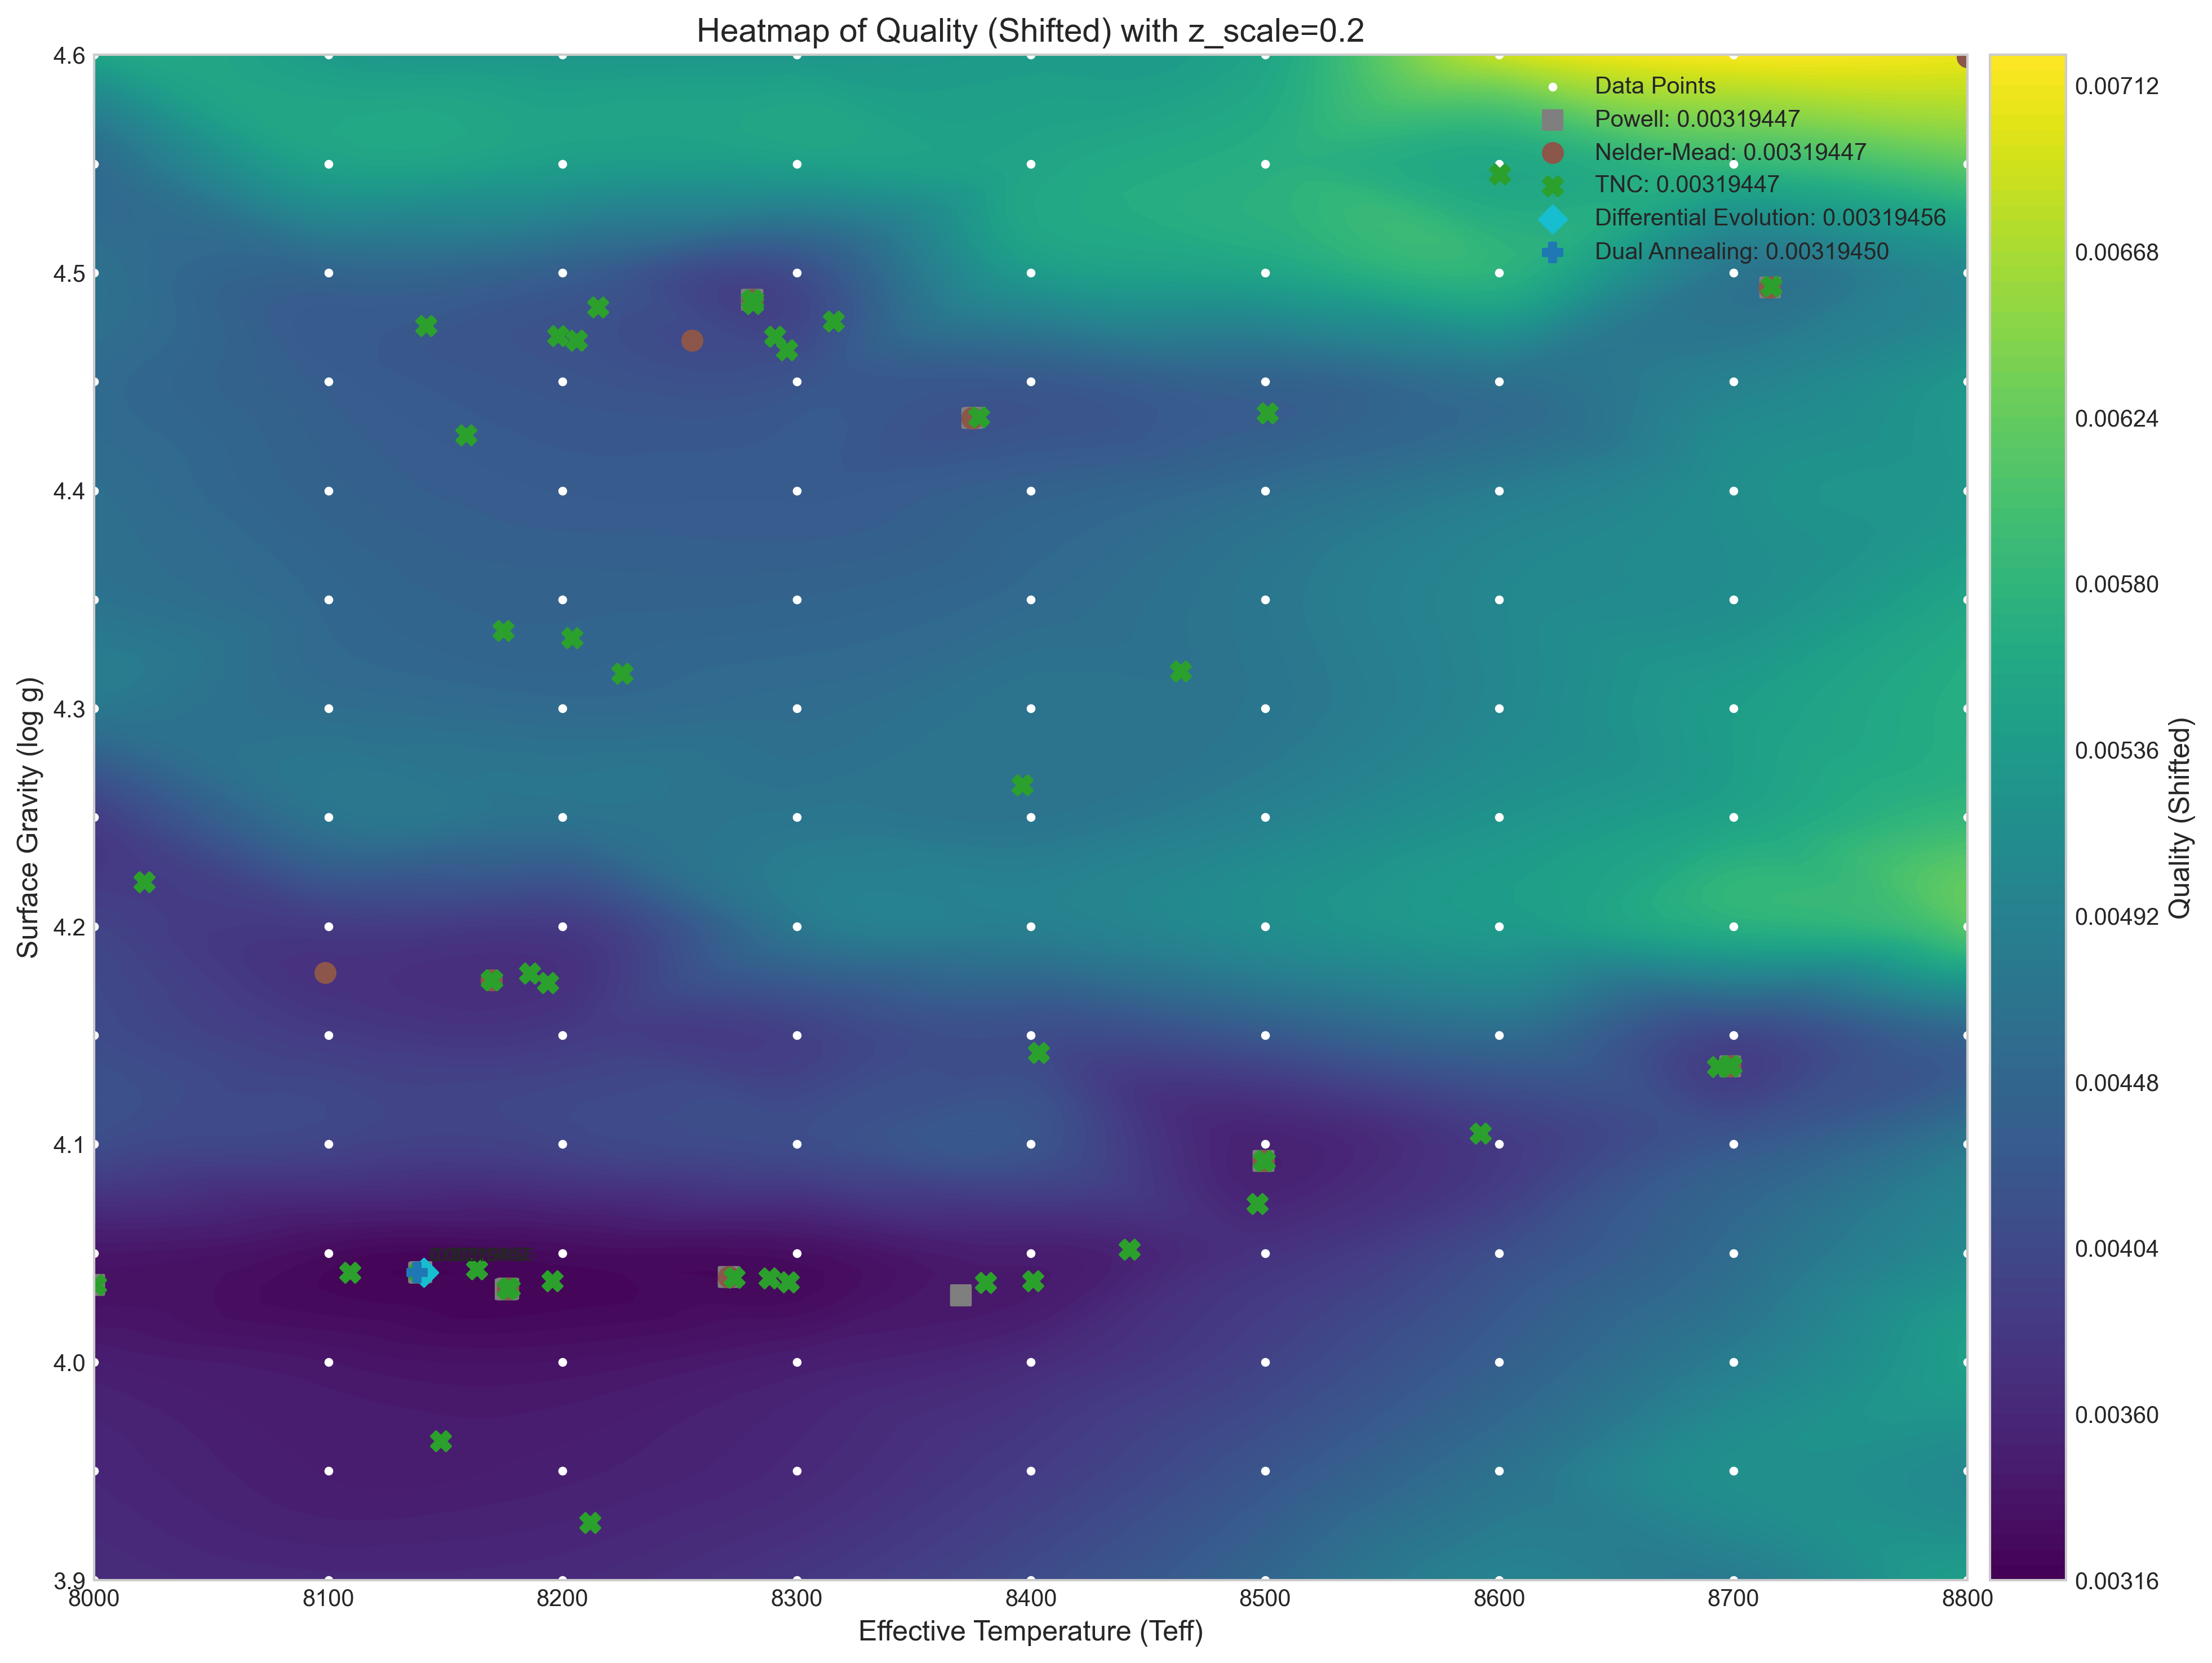 Heatmap of Quality (Shifted) with z_scale=0.2
Data Points
Powell: 0.00319447
Nelder-Mead: 0.00319447
TNC: 0.00319447
Differential Evolution: 0.00319456
Dual Annealing: 0.00319450
Surface Gravity (log g)
4.6
4.5
4.4
4.3
4.2
4.1
4.0
3.9
8000
8100
8200
8300
8400
8500
8600
8700
8800
Effective Temperature (Teff)
0.00712
0.00668
0.00624
0.00580
0.00536
0.00492
0.00448
0.00404
0.00360
0.00316
Quality (Shifted)